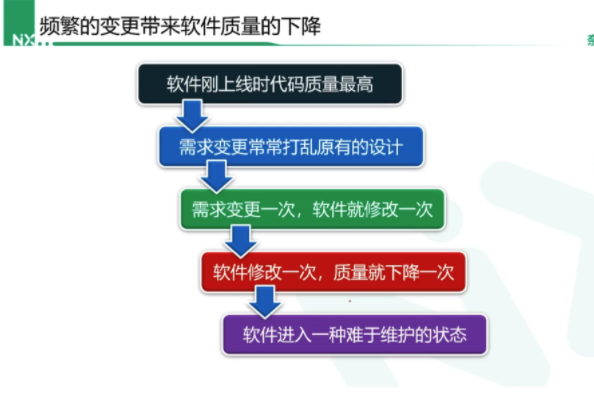 频繁的变更带来软件质量的下降
软件刚上线时代码质量最高
需求变更常常打乱原有的设计
需求变更一次，软件就修改一次
软件修改一次，质量就下降一次
软件进入一种难于维护的状态